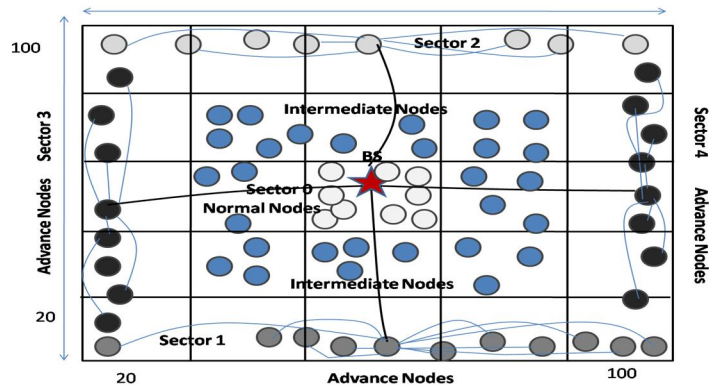 Sector 2
100
Intermediate Nodes
Sector 3
Sector 4
BS
Sector 0
Normal Nodes
Advance Nodes
Advance Nodes
Intermediate Nodes
20
Sector 1
20
Advance Nodes
100